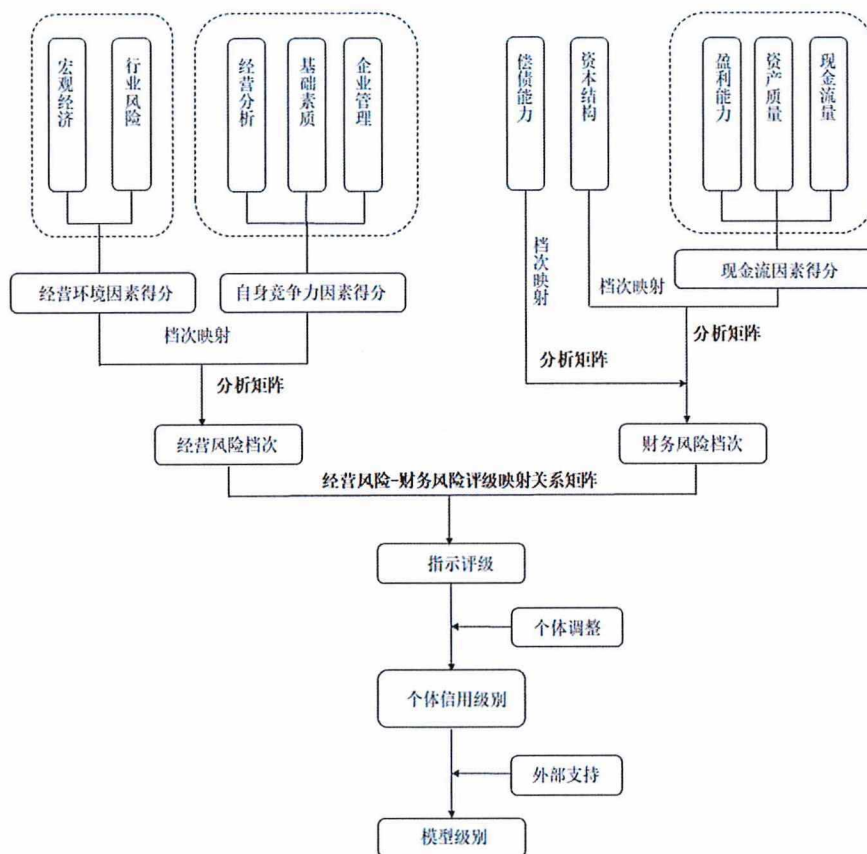 宏观经济
行业风险
经营分析
基础素质
企业管理
偿债能力
资本结构
盈利能力
资产质量
现金流量
档次映射
经营环境因素得分
自身竞争力因素得分
档次映射
现金流因素得分
档次映射
分析矩阵
分析矩阵
分析矩阵
经营风险档次
财务风险档次
经营风险-财务风险评级映射关系矩阵
指示评级
个体调整
个体信用级别
外部支持
模型级别